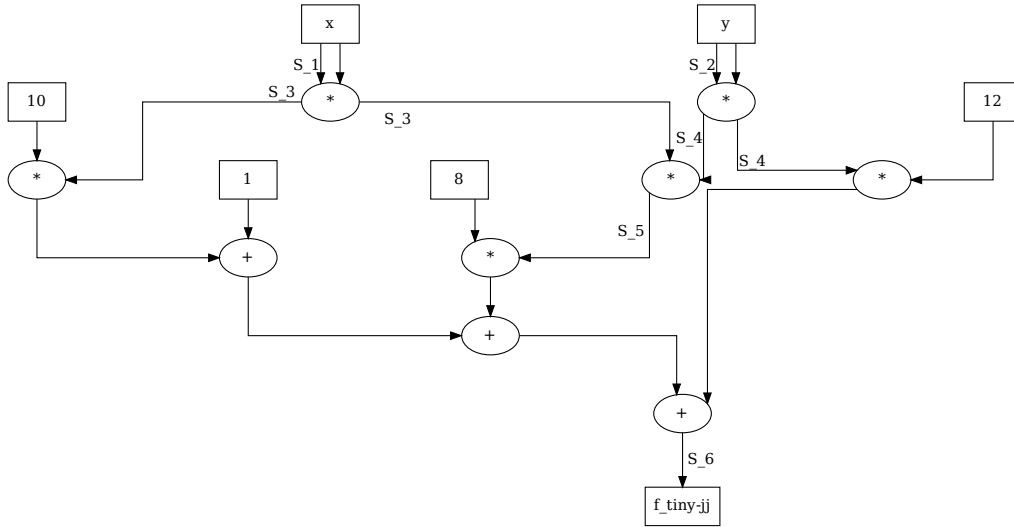 x
y
S_1
S_2
S_3
10
*
*
12
S_3
S_4
S_4
*
1
8
*
*
S_5
+
*
+
+
S_6
f_tiny-jj